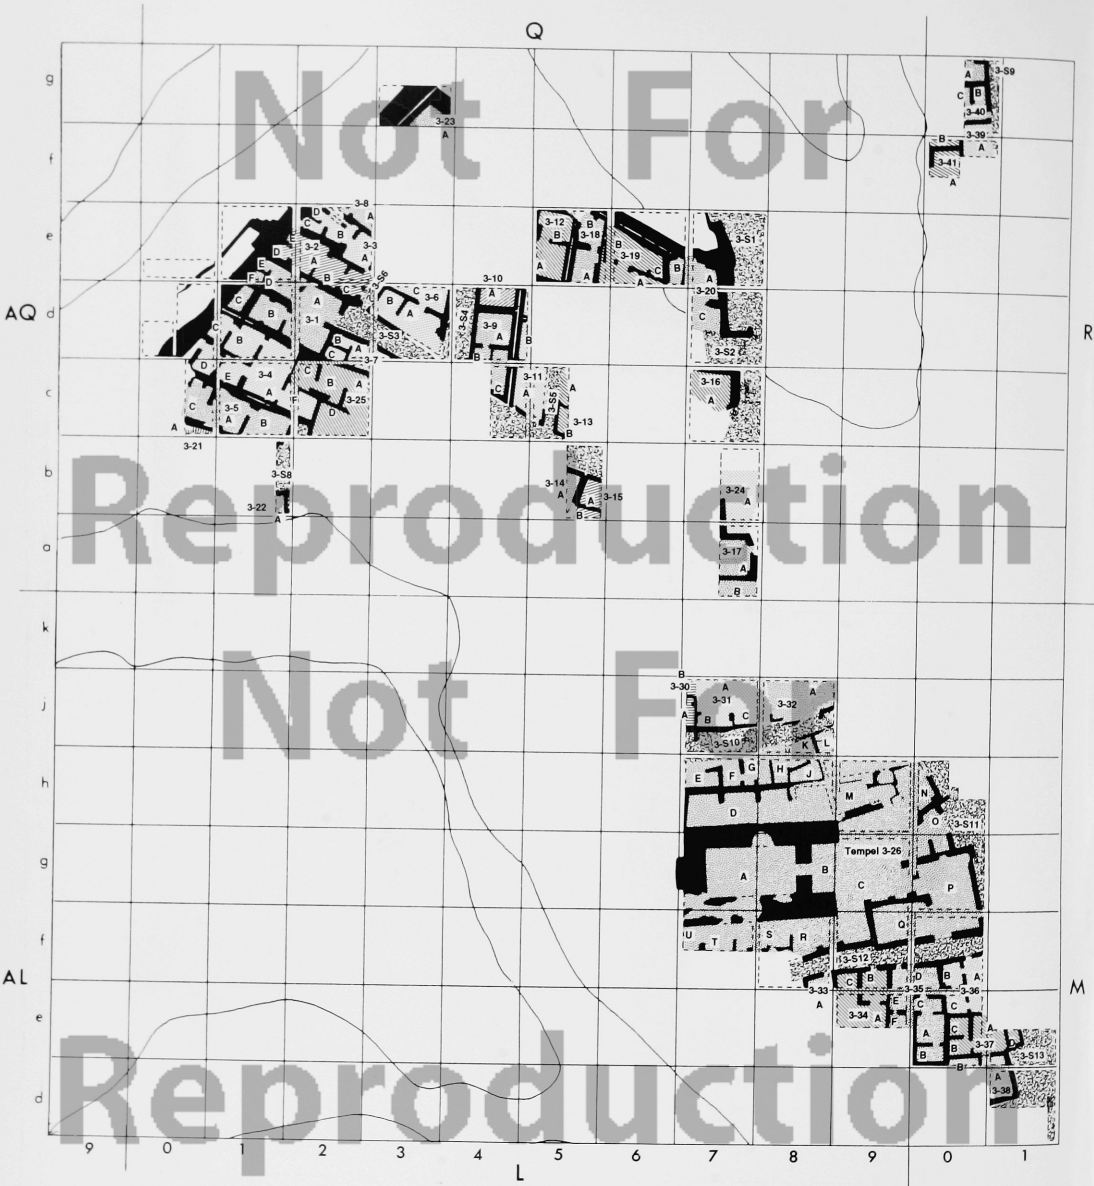 Q
g
3-S9
A
C B
3-23
3-40
A
3-39
f
B
A
3-41
A
3-8
D
A
C
e
B
3-12
B
3-S1
E
3-2
3-3
B
3-18
B
D
A
3-19
E
A
B
A
A
C B
A
F D
3-S6
A
3-10
3-20
C
A
B
C 3-6
A
C
AQ
d
B
A
3-S4
R
C
3-1
3-9
B
B
3-S3
A
B
3-S2
A
B
C
3-7
D
3-4
C
A
3-11
3-16
E
B
C
A
3-S5
A
c
C
A
F
3-25
3-5
D
3-13
A
A
B
B
3-21
b
3-S8
3-14
3-24
A
A
3-15
A
3-22
B
A
a
3-17
A
B
k
B
3-30
A
A
3-31
3-32
j
A
B
C
3-S10
K
L
G
H
h
E
F
J
M
N
D
O
3-S11
Tempel 3-26
g
A
B
C
P
f
U
T
S
R
Q
3-S12
AL
C
B
D
B
A
3-33
3-35
3-36
M
A
E
C
C
e
3-34
A
F
A
C
A
3-37
D
B
B
3-S13
B
A
d
3-38
9 0 1 2 3 4 5 6 7 8 9 0 1
L
Not For
Reproduction
Not For
Reproduction